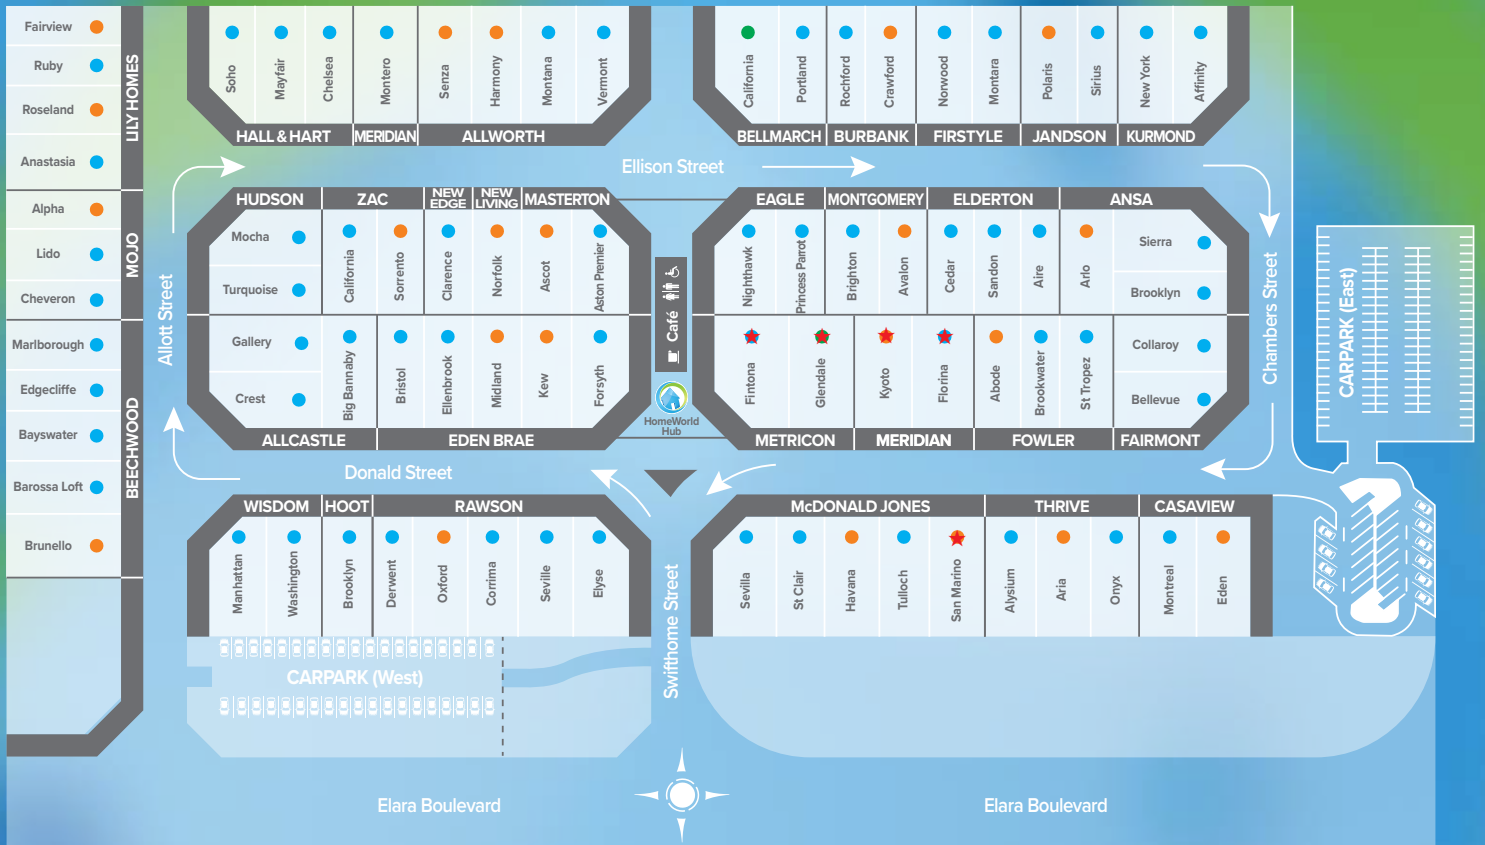 Fairview
Ruby
Roseland
Anastasia
LILY HOMES
Alpha
Lido
Cheveron
MOJO
Marlborough
Edgecliffe
Bayswater
Barossa Loft
Brunello
BEECHWOOD
Soho
Mayfair
Chelsea
Montero
Senza
Harmony
Montana
Vermont
HALL & HART
MERIDIAN
ALLWORTH
California
Portland
Rochford
Crawford
Norwood
Montara
Polaris
Sirius
New York
Affinity
BELLMARCH
BURBANK
FIRSTYLE
JANDSON
KURMOND
Ellison Street
Allott Street
HUDSON
ZAC
NEW
EDGE
NEW
LIVING
MASTERTON
Mocha
Turquoise
California
Sorrento
Clarence
Norfolk
Ascot
Aston Premier
Gallery
Crest
Big Bannaby
Bristol
Ellenbrook
Midland
Kew
Forsyth
ALLCASTLE
EDEN BRAE
Café
HomeWorld
Hub
EAGLE
MONTGOMERY
ELDERTON
ANSA
Nighthawk
Princess Parrot
Brighton
Avalon
Cedar
Sandon
Aire
Arlo
Sierra
Brooklyn
Fintona
Glendale
Kyoto
Florina
Abode
Brookwater
St Tropez
Collaroy
Bellevue
METRICON
MERIDIAN
FOWLER
FAIRMONT
Chambers Street
CARPARK (East)
Donald Street
WISDOM
HOOT
RAWSON
Manhattan
Washington
Brooklyn
Derwent
Oxford
Corrima
Seville
Elyse
CARPARK (West)
Swifthome Street
McDONALD JONES
THRIVE
CASAVIEW
Sevilla
St Clair
Havana
Tulloch
San Marino
Alysium
Aria
Onyx
Montreal
Eden
Elara Boulevard
Elara Boulevard